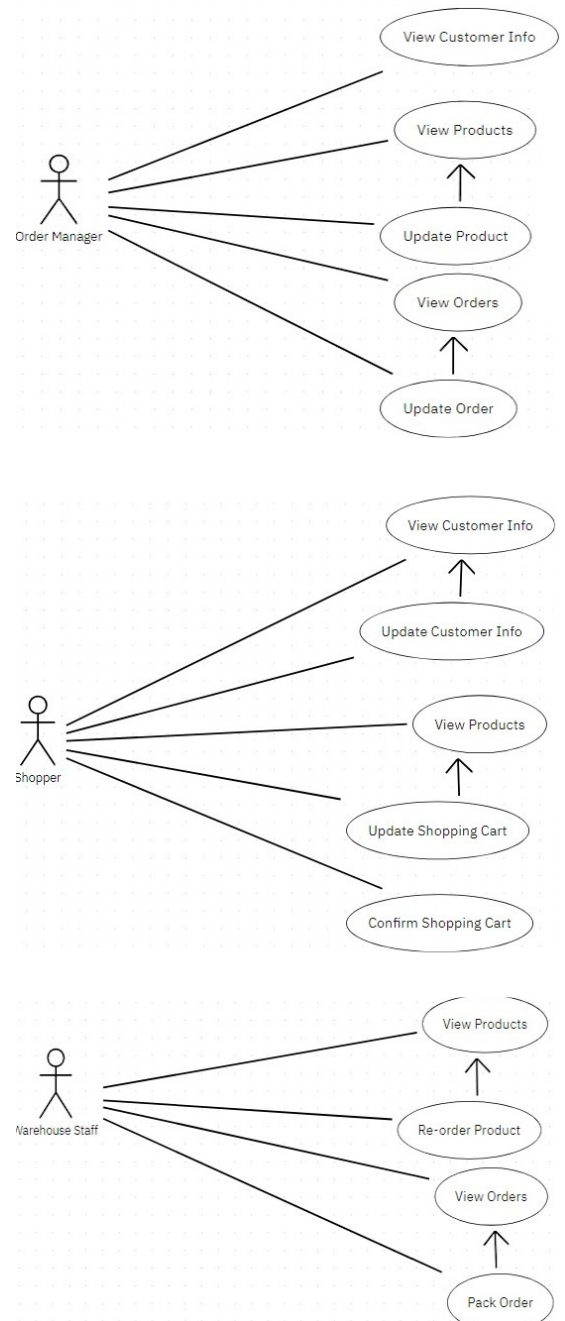 View Customer Info
View Products
Order Manager
Update Product
View Orders
Update Order
View Customer Info
Update Customer Info
View Products
Shopper
Update Shopping Cart
Confirm Shopping Cart
View Products
Warehouse Staff
Re-order Product
View Orders
Pack Order